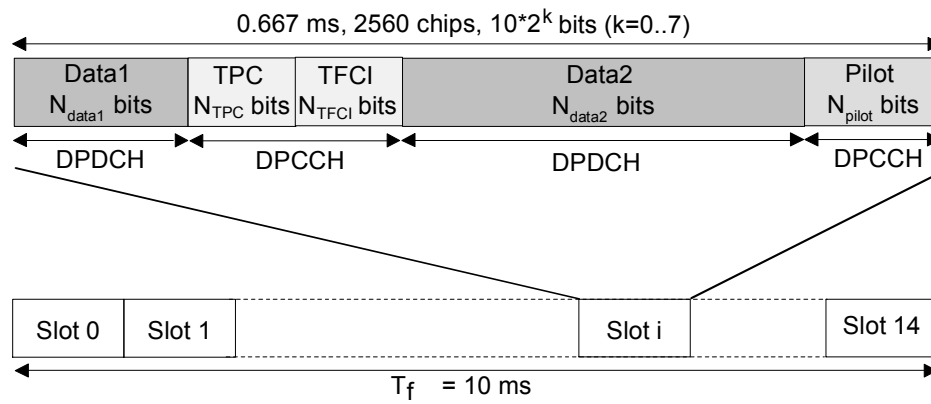 0.667 ms, 2560 chips, 10*2^k bits (k=0..7)
Data1 TPC TFCI Data2 Pilot
N_data1 bits N_TPC bits N_TFCI bits N_data2 bits N_pilot bits
DPDCH DPCCH DPDCH DPCCH
Slot 0 Slot 1 Slot i Slot 14
T_f = 10 ms